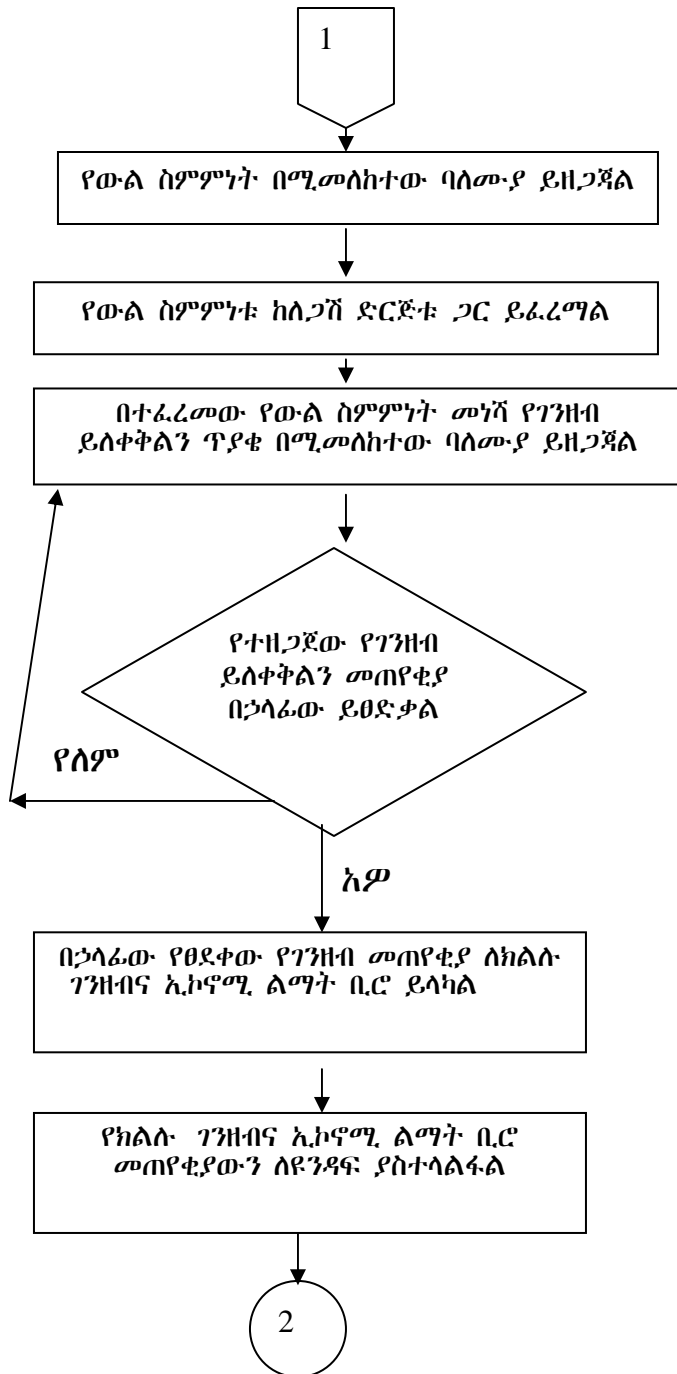 1
የውል ስምምነት በሚመለከተው ባለሙያ ይዘጋጃል
የውል ስምምነቱ ከለጋሽ ድርጅቱ ጋር ይፈረማል
በተፈረመው የውል ስምምነት መነሻ የገንዘብ
ይለቀቅልን ጥያቄ በሚመለከተው ባለሙያ ይዘጋጃል
የተዘጋጀው የገንዘብ
ይለቀቅልን መጠየቂያ
በኃላፊው ይፀድቃል
የለም
አዎ
በኃላፊው የፀደቀው የገንዘብ መጠየቂያ ለክልሉ
ገንዘብና ኢኮኖሚ ልማት ቢሮ ይላካል
የክልሉ ገንዘብና ኢኮኖሚ ልማት ቢሮ
መጠየቂያውን ለዩንዳፍ ያስተላልፋል
2